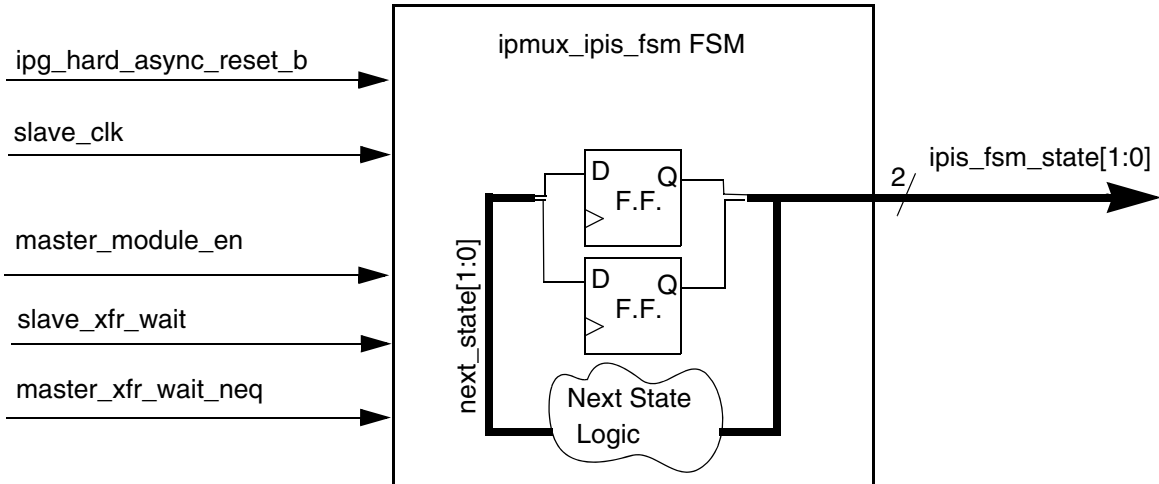 ipmux_ipis_fsm FSM
ipg_hard_async_reset_b
slave_clk
master_module_en
slave_xfr_wait
master_xfr_wait_neq
next_state[1:0]
D
Q
F.F.
D
Q
F.F.
Next State
Logic
2
ipis_fsm_state[1:0]